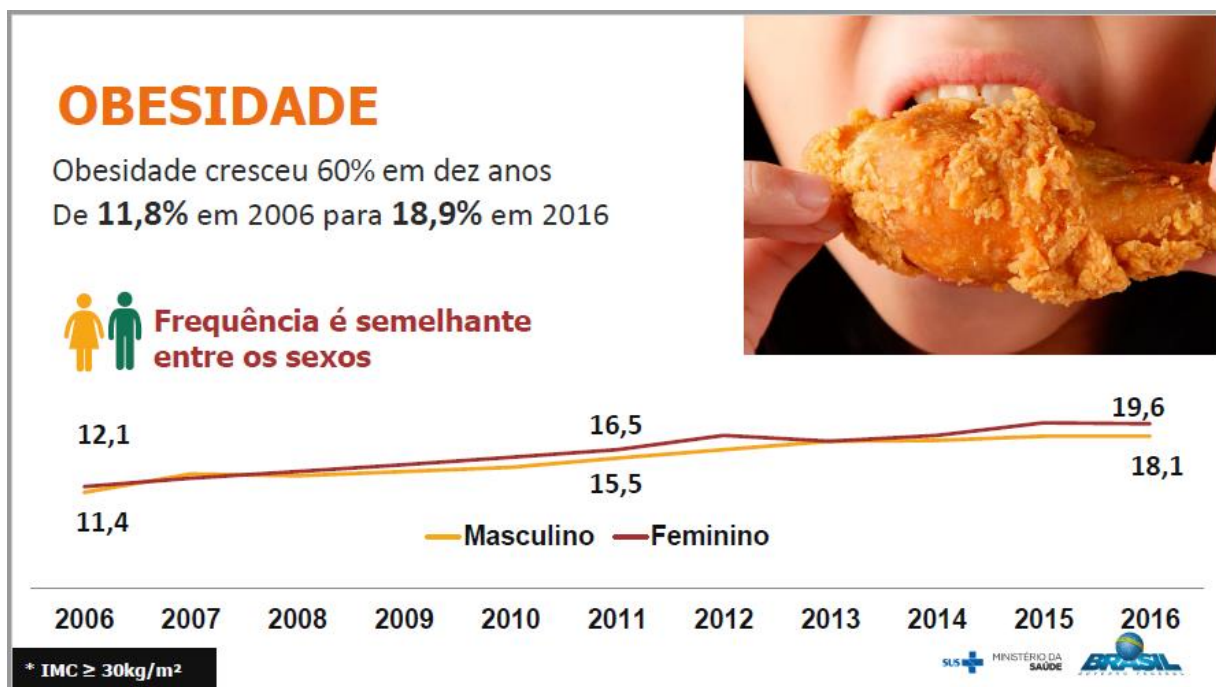 OBESIDADE
Obesidade cresceu 60% em dez anos
De 11,8% em 2006 para 18,9% em 2016
Frequência é semelhante
entre os sexos
12,1
16,5
19,6
11,4
15,5
18,1
Masculino Feminino
2006 2007 2008 2009 2010 2011 2012 2013 2014 2015 2016
* IMC ≥ 30kg/m²
SUS
MINISTÉRIO DA
SAÚDE
BRASIL
GOVERNO FEDERAL